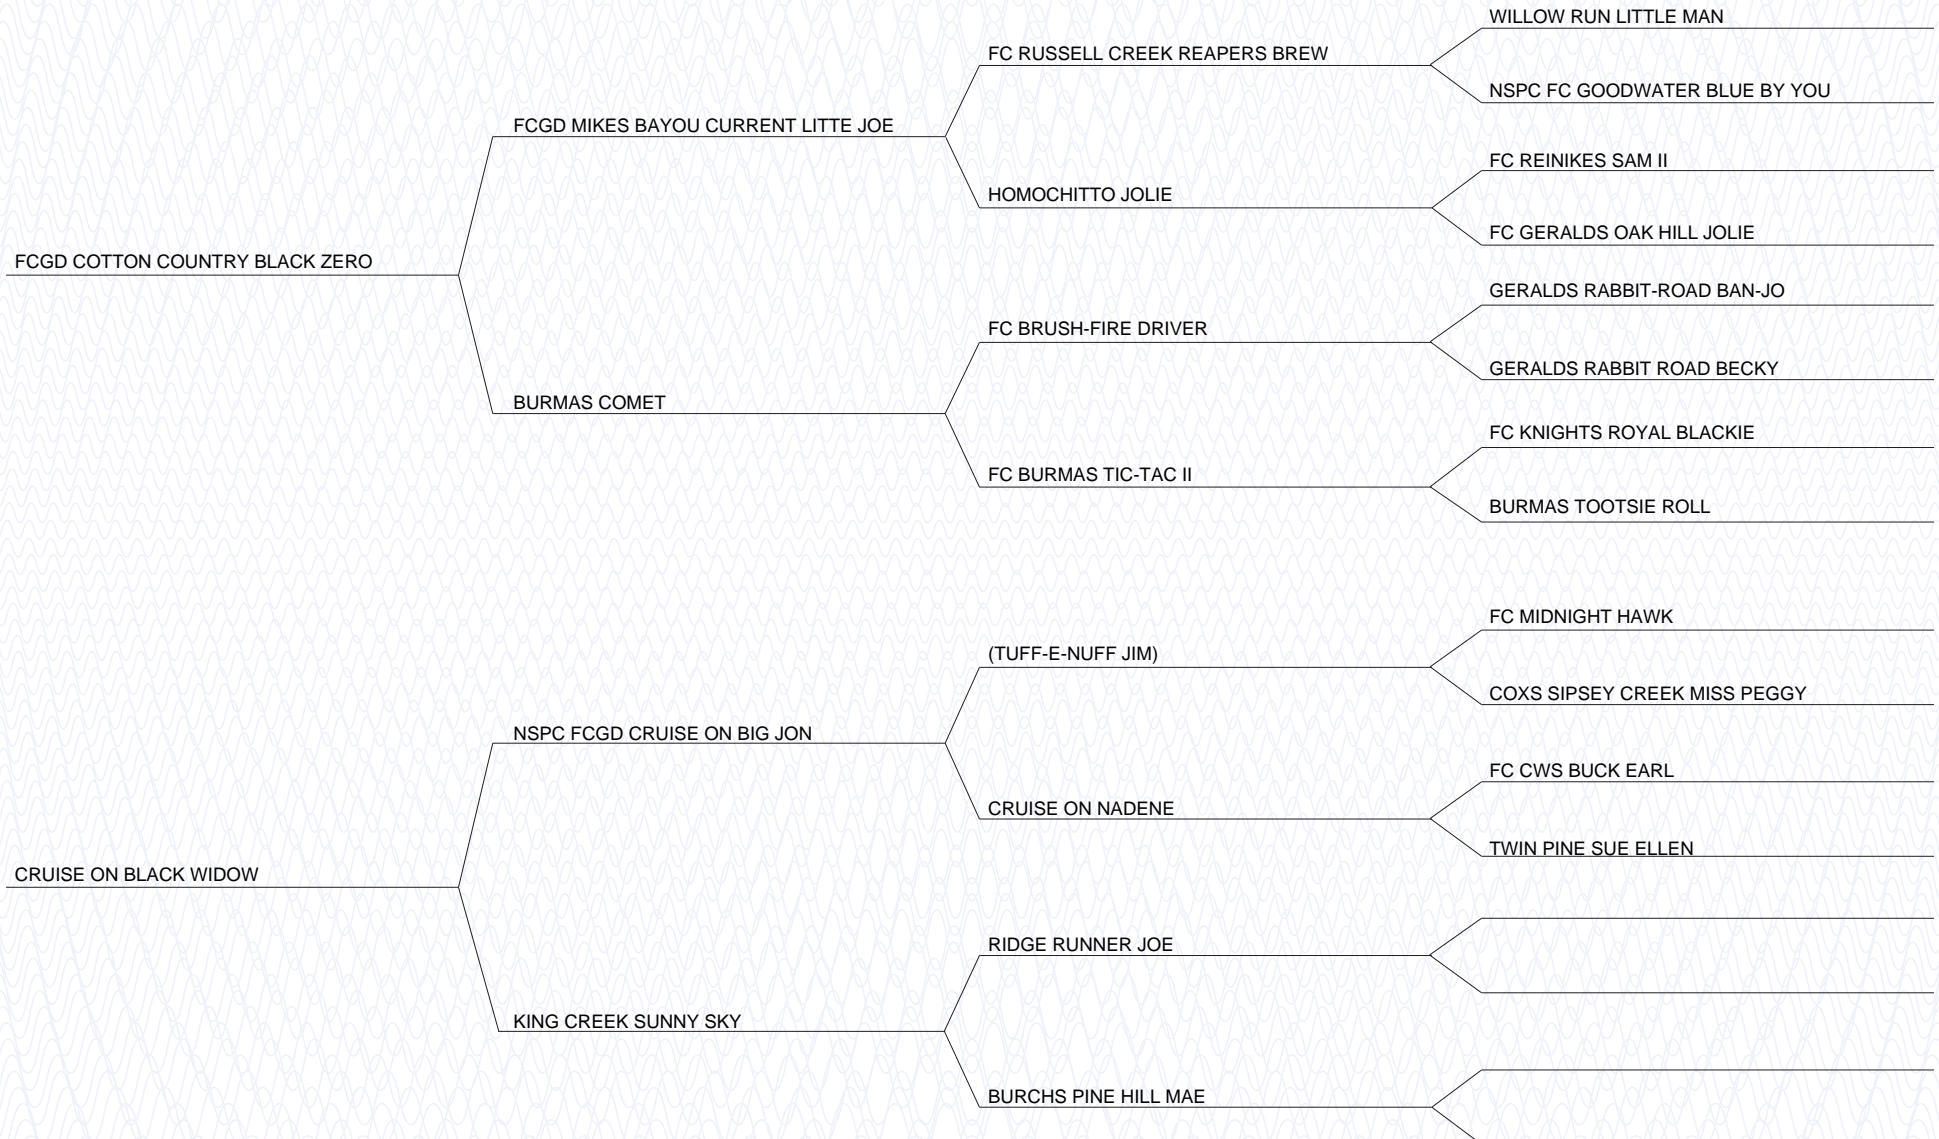 WILLOW RUN LITTLE MAN
FC RUSSELL CREEK REAPERS BREW
NSPC FC GOODWATER BLUE BY YOU
FCGD MIKES BAYOU CURRENT LITTE JOE
FC REINIKES SAM II
HOMOCHITTO JOLIE
FC GERALDS OAK HILL JOLIE
FCGD COTTON COUNTRY BLACK ZERO
GERALDS RABBIT-ROAD BAN-JO
FC BRUSH-FIRE DRIVER
GERALDS RABBIT ROAD BECKY
BURMAS COMET
FC KNIGHTS ROYAL BLACKIE
FC BURMAS TIC-TAC II
BURMAS TOOTSIE ROLL
FC MIDNIGHT HAWK
(TUFF-E-NUFF JIM)
COXS SIPSEY CREEK MISS PEGGY
NSPC FCGD CRUISE ON BIG JON
FC CWS BUCK EARL
CRUISE ON NADENE
TWIN PINE SUE ELLEN
CRUISE ON BLACK WIDOW
RIDGE RUNNER JOE
KING CREEK SUNNY SKY
BURCHS PINE HILL MAE